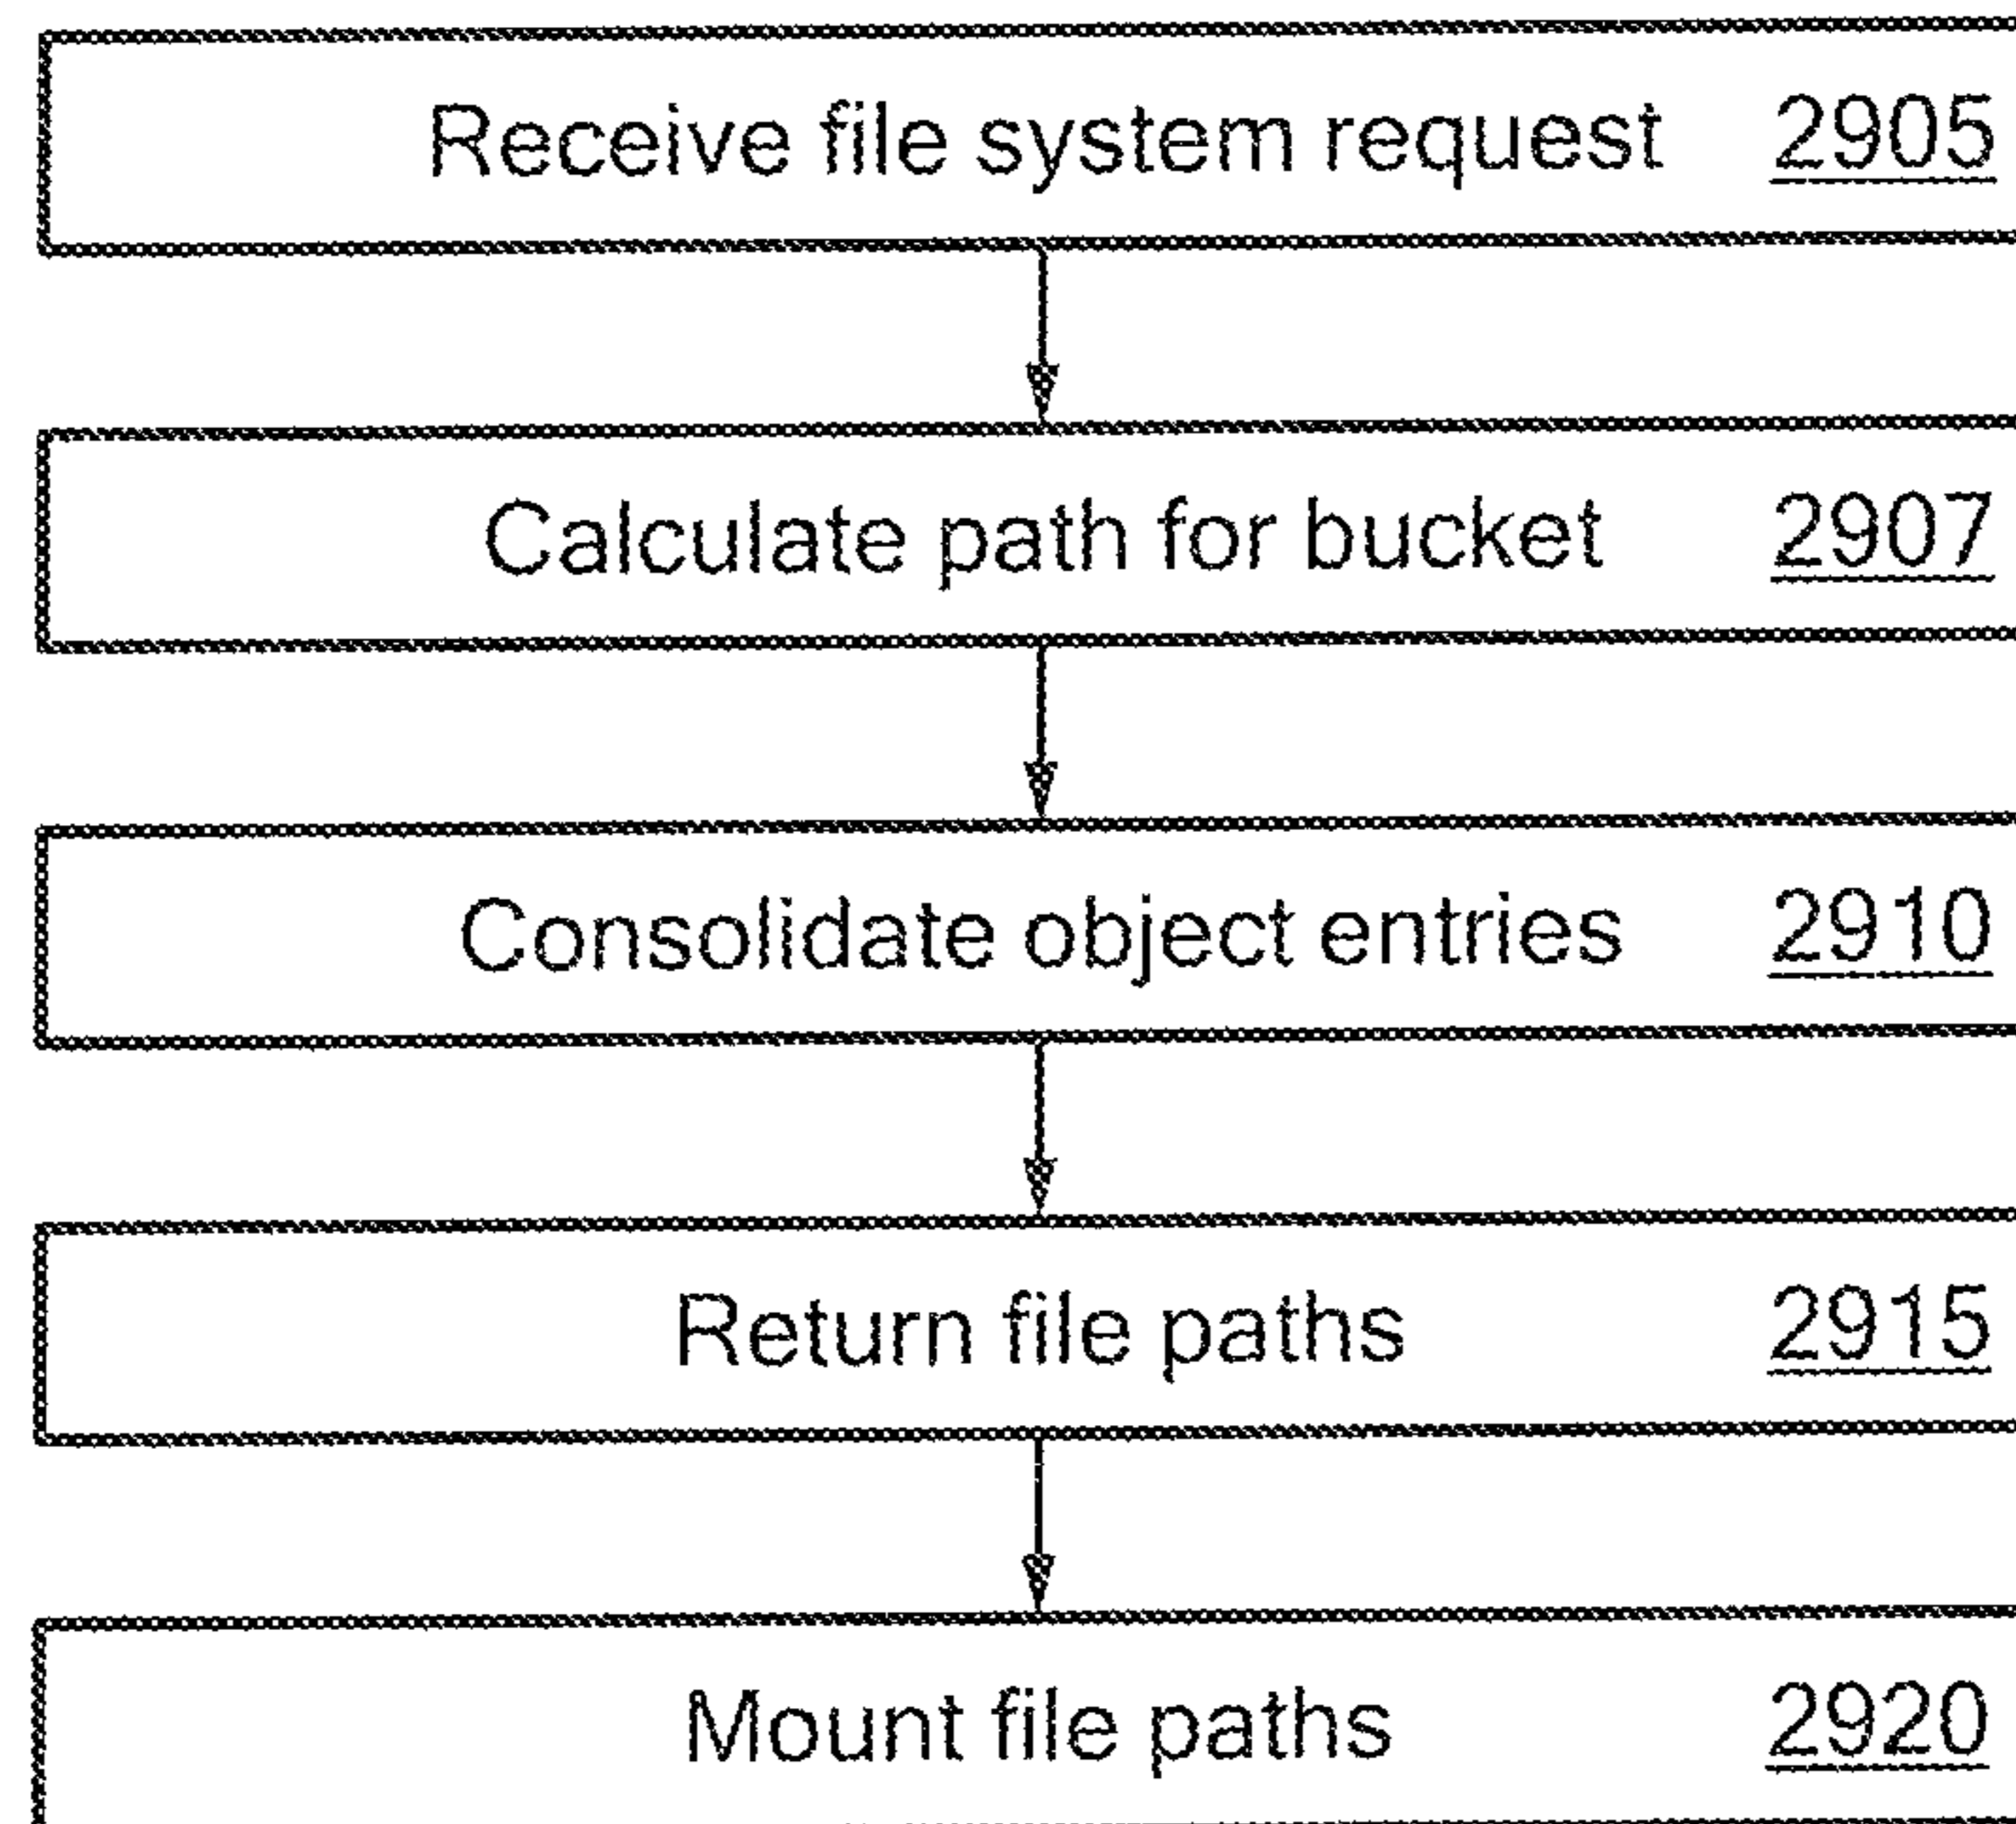 Receive file system request 2905
Calculate path for bucket 2907
Consolidate object entries 2910
Return file paths 2915
Mount file paths 2920